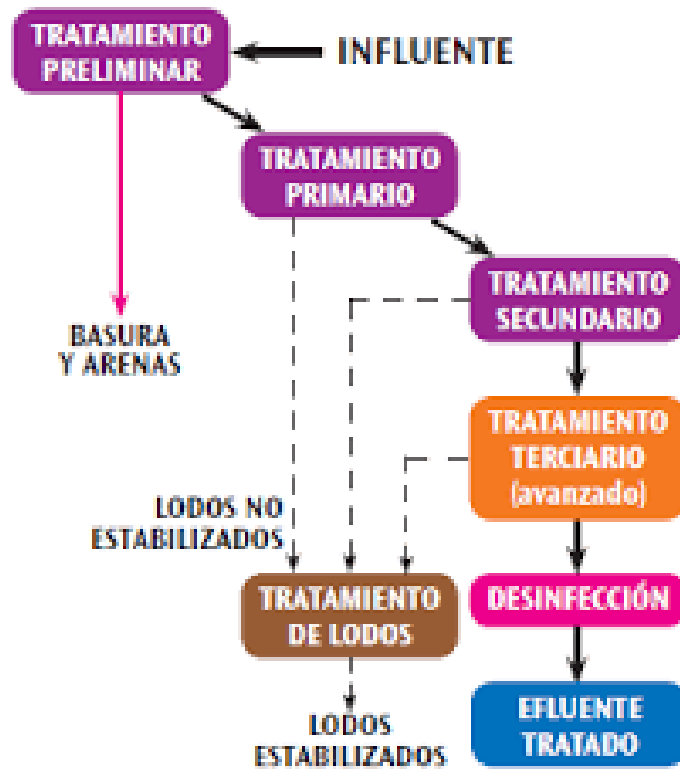 TRATAMIENTO
PRELIMINAR
INFLUENTE
TRATAMIENTO
PRIMARIO
TRATAMIENTO
SECUNDARIO
BASURA
Y ARENAS
TRATAMIENTO
TERCIARIO
(avanzado)
LODOS NO
ESTABILIZADOS
TRATAMIENTO
DE LODOS
DESINFECCIÓN
LODOS
ESTABILIZADOS
EFLUENTE
TRATADO